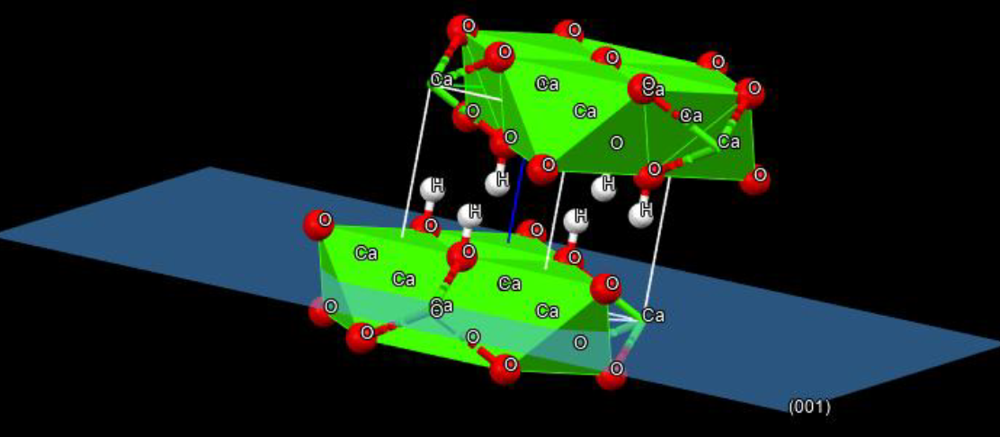 O O
O O O
Ca Ca O Ca O
O Ca Ca
O O Ca
O O O
H H H
H H H
O O O
Ca O O
Ca Ca O
O Ca O Ca Ca
O O O
O O
(001)